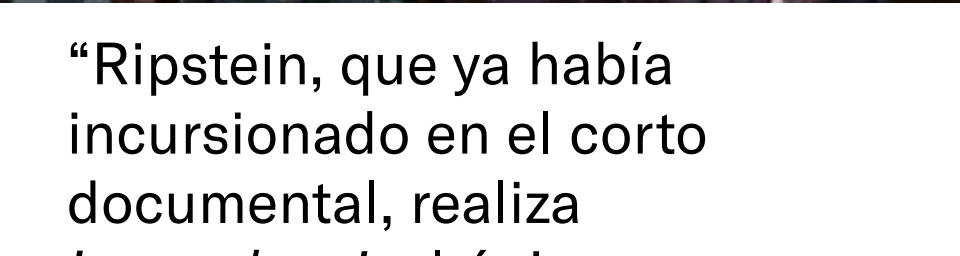 “Ripstein, que ya había
incursionado en el corto
documental, realiza